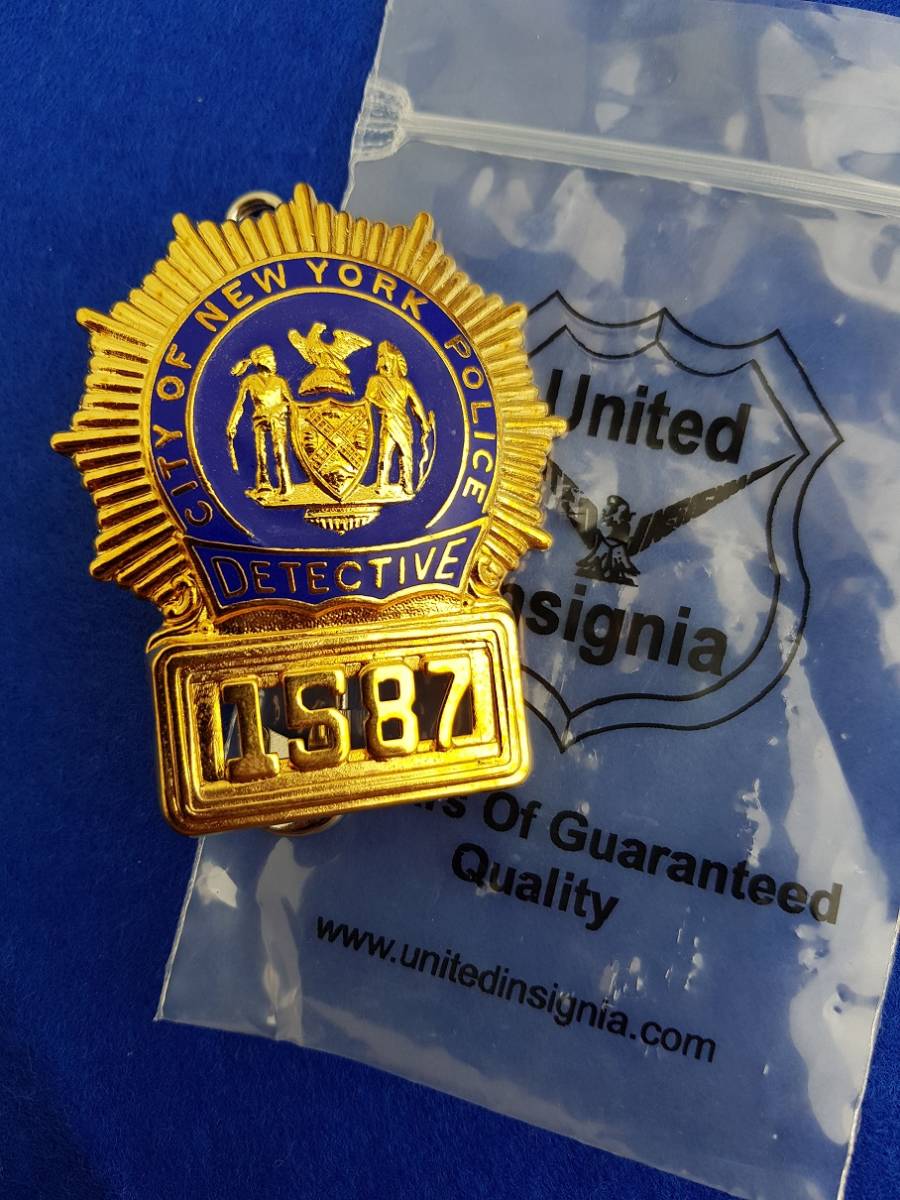 CITY OF NEW YORK POLICE
DETECTIVE
1587
United
nsignia
Of Guaranteed
Quality
www.unitedinsignia.com